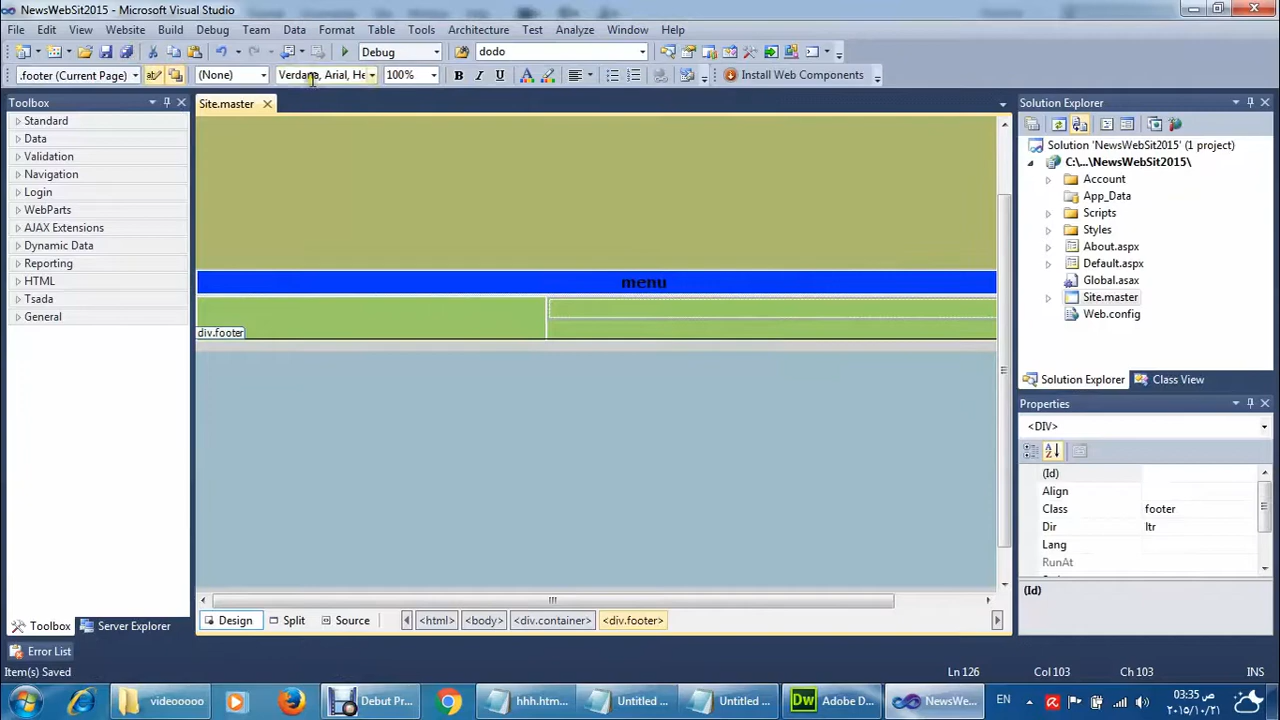 NewsWebSit2015 - Microsoft Visual Studio
File Edit View Website Build Debug Team Data Format Table Tools Architecture Test Analyze Window Help
Debug dodo
.footer (Current Page) (None) Verdana, Arial, He 100% B I U A Install Web Components
Toolbox
Standard
Data
Validation
Navigation
Login
WebParts
AJAX Extensions
Dynamic Data
Reporting
HTML
Tsada
General
Toolbox Server Explorer
Site.master
menu
div.footer
Design Split Source <html> <body> <div.container> <div.footer>
Solution Explorer
Solution 'NewsWebSit2015' (1 project)
C:\...\NewsWebSit2015\
Account
App_Data
Scripts
Styles
About.aspx
Default.aspx
Global.asax
Site.master
Web.config
Solution Explorer Class View
Properties
<DIV>
(Id)
Align
Class footer
Dir ltr
Lang
RunAt
(Id)
Error List
Item(s) Saved Ln 126 Col 103 Ch 103 INS
videooooo Debut Pr... hhh.htm... Untitled ... Untitled ... Dw Adobe D... NewsWe... EN
03:35 ص
٢٠١٥/١٠/٢١